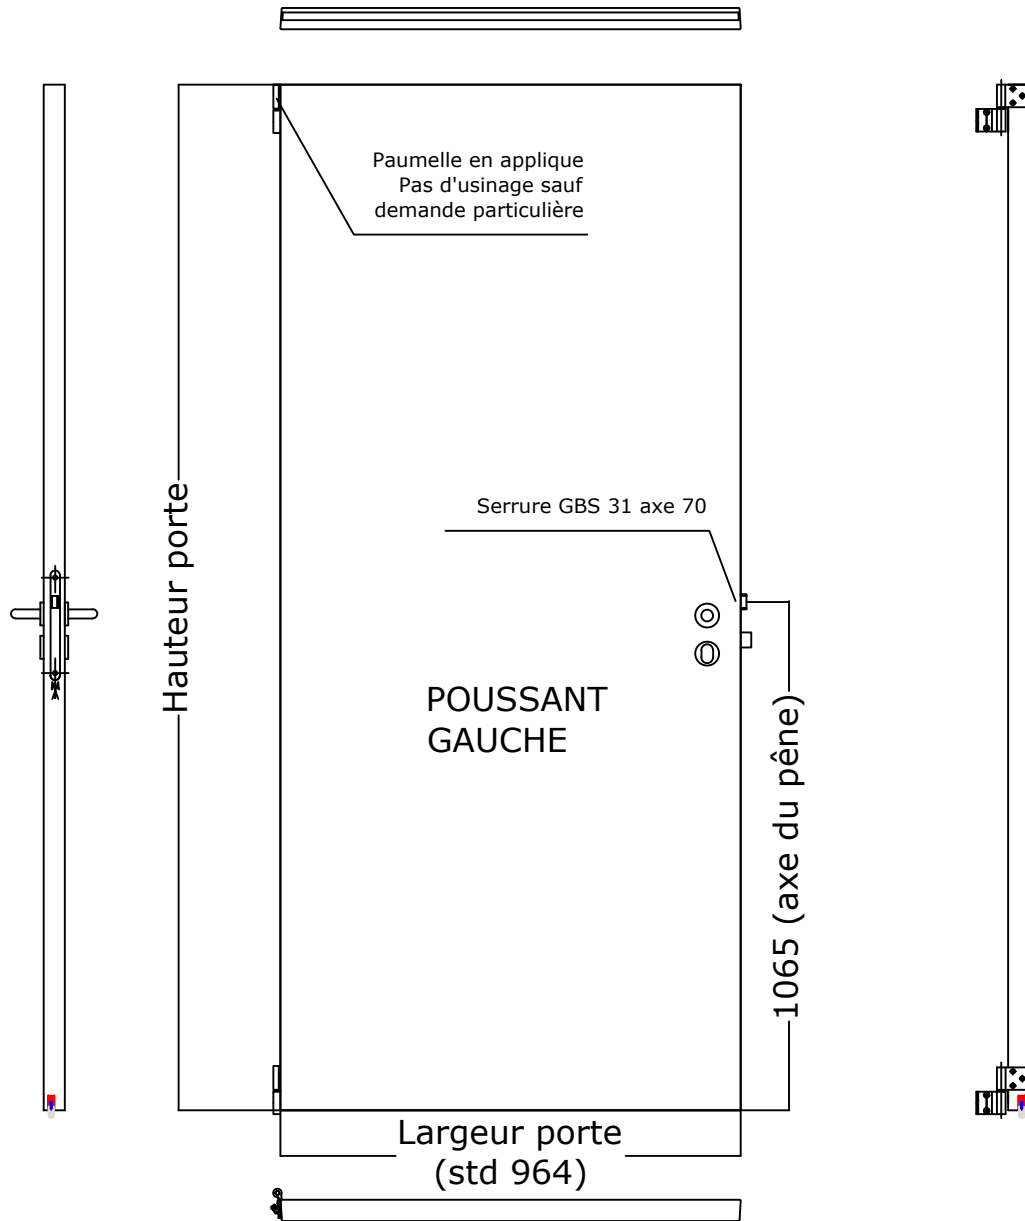 Paumelle en applique
Pas d'usinage sauf
demande particulière
Hauteur porte
Serrure GBS 31 axe 70
POUSSANT
GAUCHE
1065 (axe du pêne)
Largeur porte
(std 964)